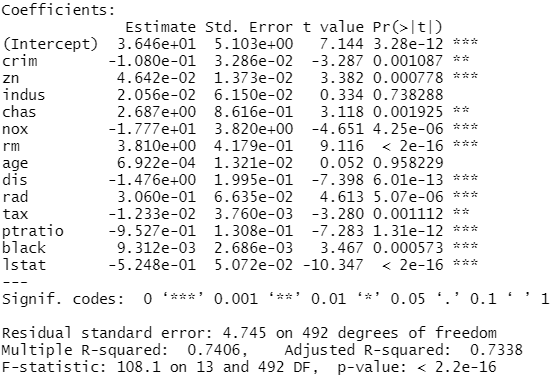 Coefficients:
              Estimate Std. Error t value Pr(>|t|)
(Intercept)  3.646e+01  5.103e+00   7.144 3.28e-12 ***
crim        -1.080e-01  3.286e-02  -3.287 0.001087 **
zn           4.642e-02  1.373e-02   3.382 0.000778 ***
indus        2.056e-02  6.150e-02   0.334 0.738288
chas         2.687e+00  8.616e-01   3.118 0.001925 **
nox         -1.777e+01  3.820e+00  -4.651 4.25e-06 ***
rm           3.810e+00  4.179e-01   9.116  < 2e-16 ***
age          6.922e-04  1.321e-02   0.052 0.958229
dis         -1.476e+00  1.995e-01  -7.398 6.01e-13 ***
rad          3.060e-01  6.635e-02   4.613 5.07e-06 ***
tax         -1.233e-02  3.760e-03  -3.280 0.001112 **
ptratio     -9.527e-01  1.308e-01  -7.283 1.31e-12 ***
black        9.312e-03  2.686e-03   3.467 0.000573 ***
lstat       -5.248e-01  5.072e-02 -10.347  < 2e-16 ***
---
Signif. codes:  0 ‘***’ 0.001 ‘**’ 0.01 ‘*’ 0.05 ‘.’ 0.1 ‘ ’ 1
Residual standard error: 4.745 on 492 degrees of freedom
Multiple R-squared:  0.7406,    Adjusted R-squared:  0.7338
F-statistic: 108.1 on 13 and 492 DF,  p-value: < 2.2e-16